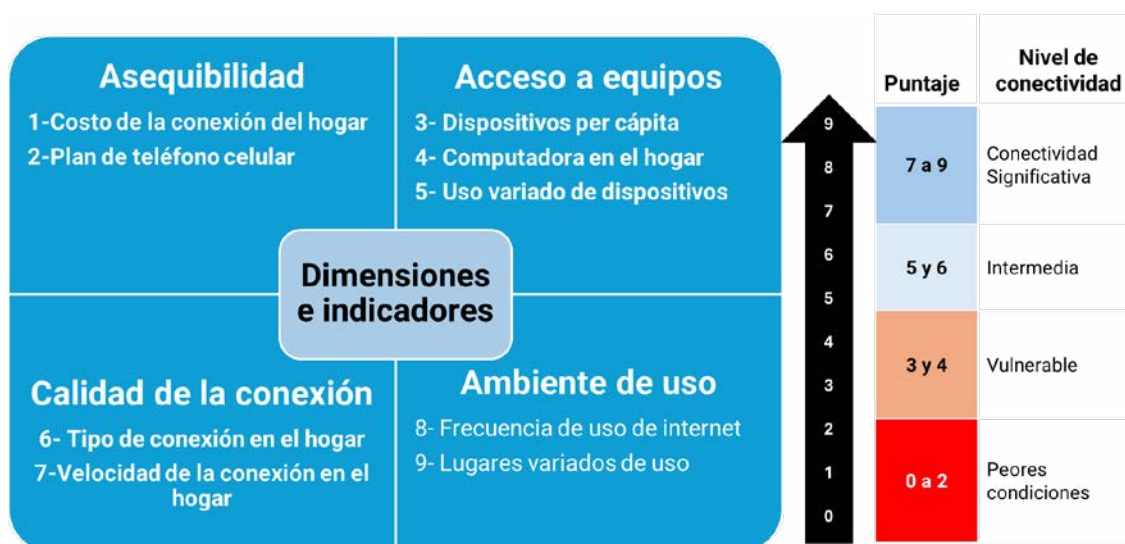 Asequibilidad
1-Costo de la conexión del hogar
2-Plan de teléfono celular
Acceso a equipos
3- Dispositivos per cápita
4- Computadora en el hogar
5- Uso variado de dispositivos
Dimensiones
e indicadores
Calidad de la conexión
6- Tipo de conexión en el hogar
7-Velocidad de la conexión en el
hogar
Ambiente de uso
8- Frecuencia de uso de internet
9- Lugares variados de uso
9
8
7
6
5
4
3
2
1
0
Puntaje
Nivel de
conectividad
7 a 9
Conectividad
Significativa
5 y 6
Intermedia
3 y 4
Vulnerable
0 a 2
Peores
condiciones